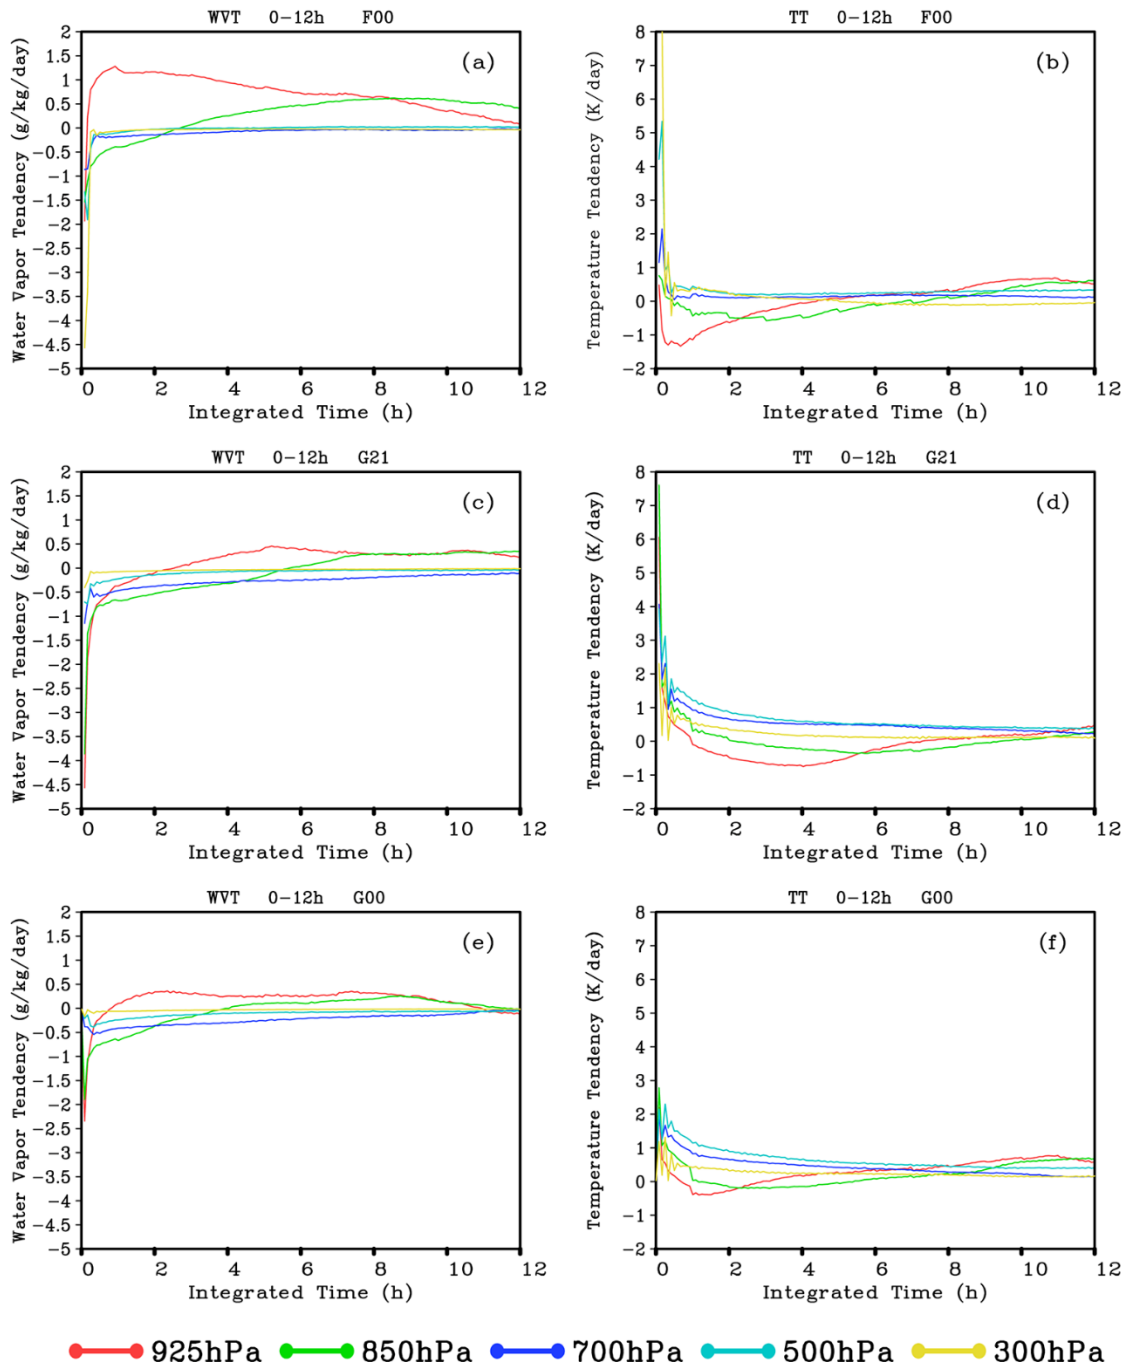 WVT 0-12h F00
(a)
Water Vapor Tendency (g/kg/day)
2
1.5
1
0.5
0
-0.5
-1
-1.5
-2
-2.5
-3
-3.5
-4
-4.5
-5
0 2 4 6 8 10 12
Integrated Time (h)
TT 0-12h F00
(b)
Temperature Tendency (K/day)
8
7
6
5
4
3
2
1
0
-1
-2
0 2 4 6 8 10 12
Integrated Time (h)
WVT 0-12h G21
(c)
Water Vapor Tendency (g/kg/day)
2
1.5
1
0.5
0
-0.5
-1
-1.5
-2
-2.5
-3
-3.5
-4
-4.5
-5
0 2 4 6 8 10 12
Integrated Time (h)
TT 0-12h G21
(d)
Temperature Tendency (K/day)
8
7
6
5
4
3
2
1
0
-1
-2
0 2 4 6 8 10 12
Integrated Time (h)
WVT 0-12h G00
(e)
Water Vapor Tendency (g/kg/day)
2
1.5
1
0.5
0
-0.5
-1
-1.5
-2
-2.5
-3
-3.5
-4
-4.5
-5
0 2 4 6 8 10 12
Integrated Time (h)
TT 0-12h G00
(f)
Temperature Tendency (K/day)
8
7
6
5
4
3
2
1
0
-1
-2
0 2 4 6 8 10 12
Integrated Time (h)
925hPa 850hPa 700hPa 500hPa 300hPa